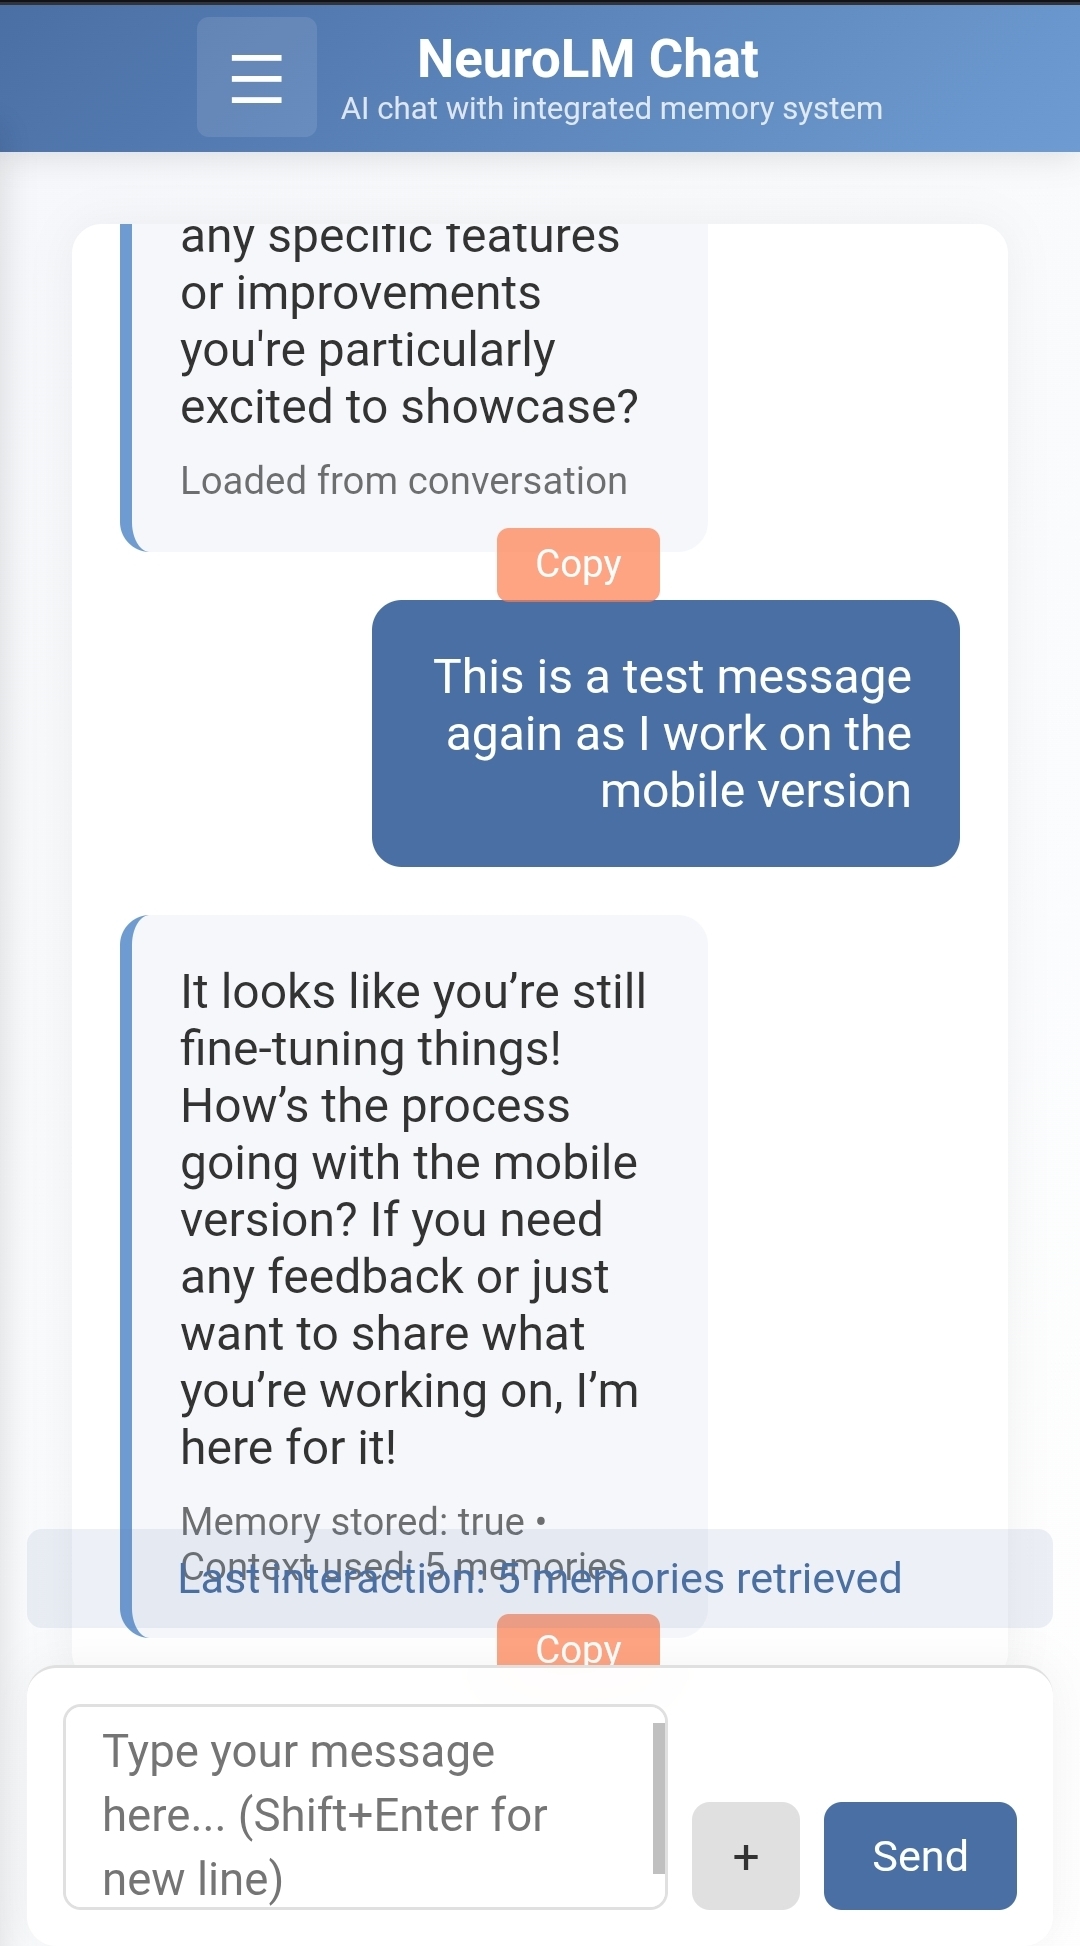 NeuroLM Chat
AI chat with integrated memory system
any specific features
or improvements
you're particularly
excited to showcase?
Loaded from conversation
Copy
This is a test message
again as I work on the
mobile version
It looks like you’re still
fine-tuning things!
How’s the process
going with the mobile
version? If you need
any feedback or just
want to share what
you’re working on, I’m
here for it!
Memory stored: true •
Context used: 5 memories
Last interaction: 5 memories retrieved
Copy
Type your message
here... (Shift+Enter for
new line)
+
Send